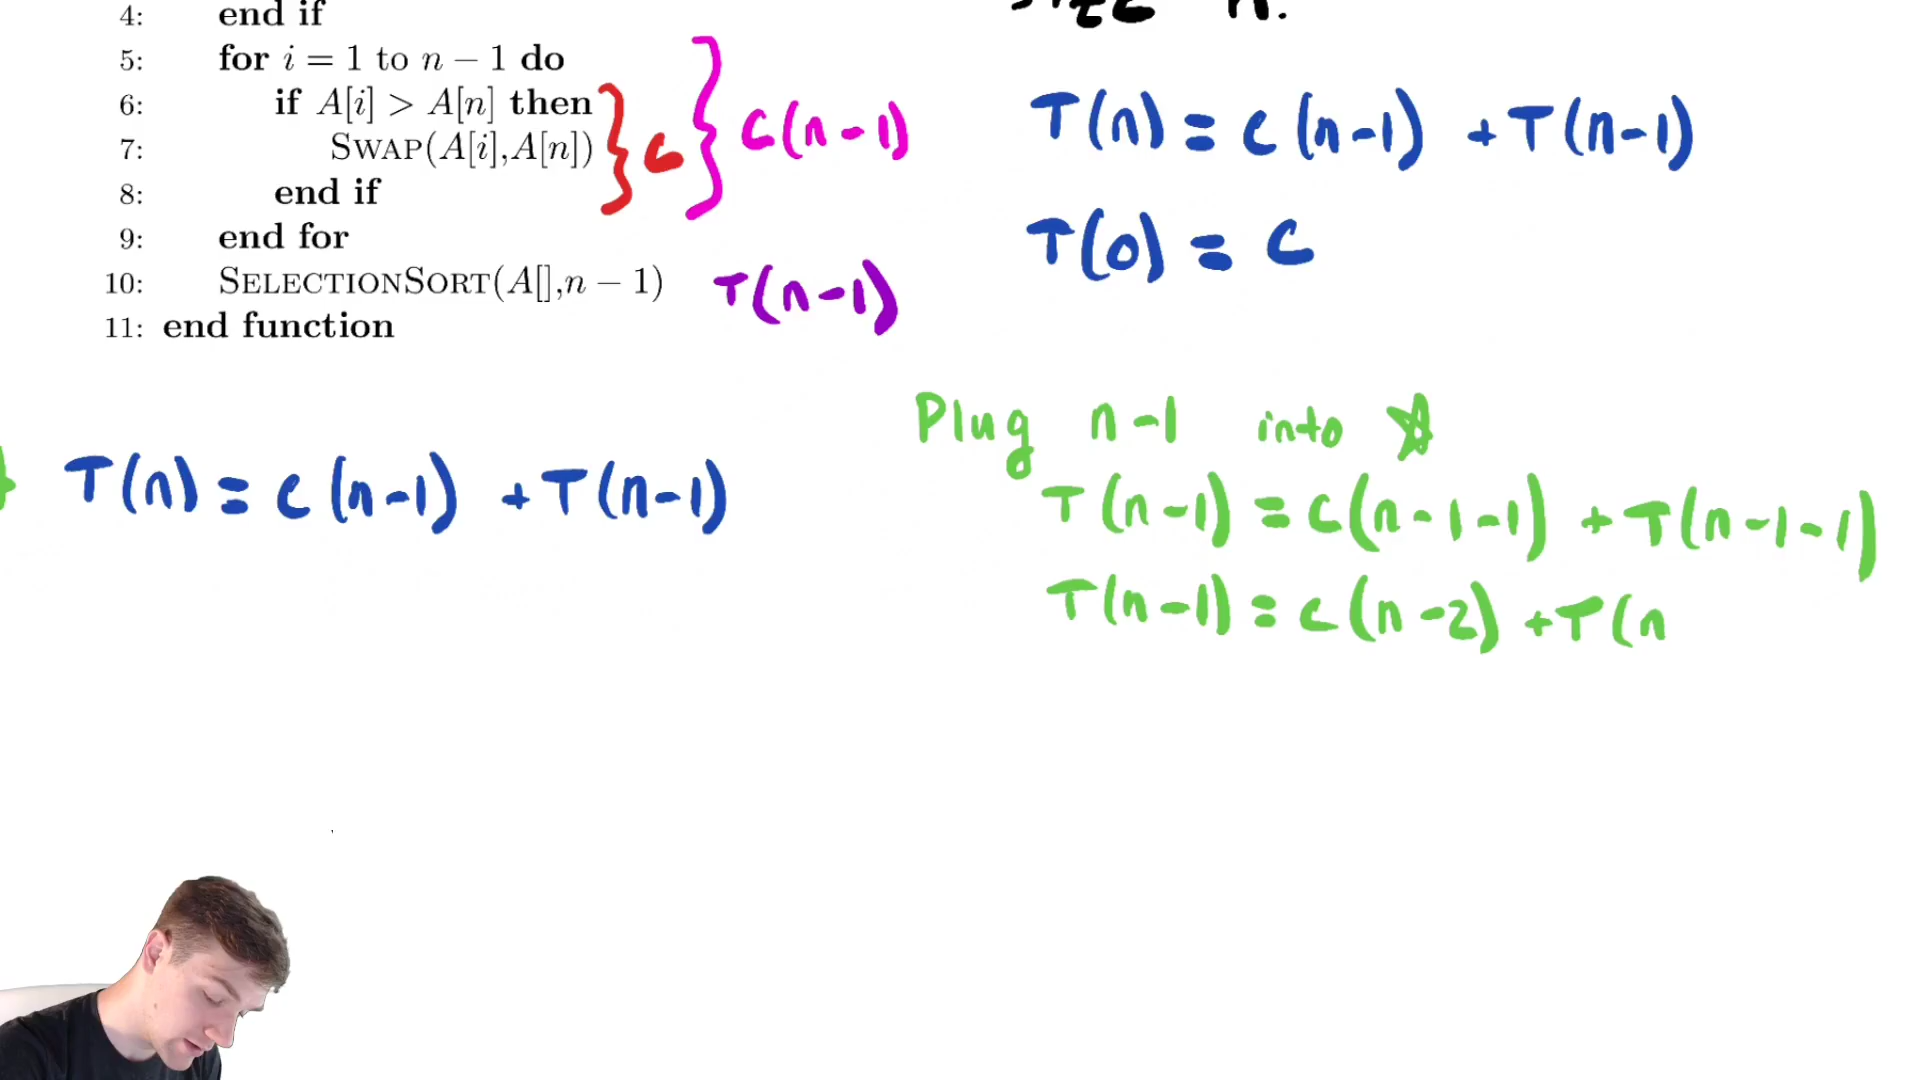 4: end if
5: for i = 1 to n − 1 do
6: if A[i] > A[n] then
7: SWAP(A[i],A[n])
8: end if
9: end for
10: SELECTIONSORT(A[],n − 1)
11: end function
c
c(n-1)
T(n-1)
n.
T(n) = c(n-1) + T(n-1)
T(0) = c
T(n) = c(n-1) + T(n-1)
Plug n-1 into ☆
T(n-1) = c(n-1-1) + T(n-1-1)
T(n-1) = c(n-2) + T(n